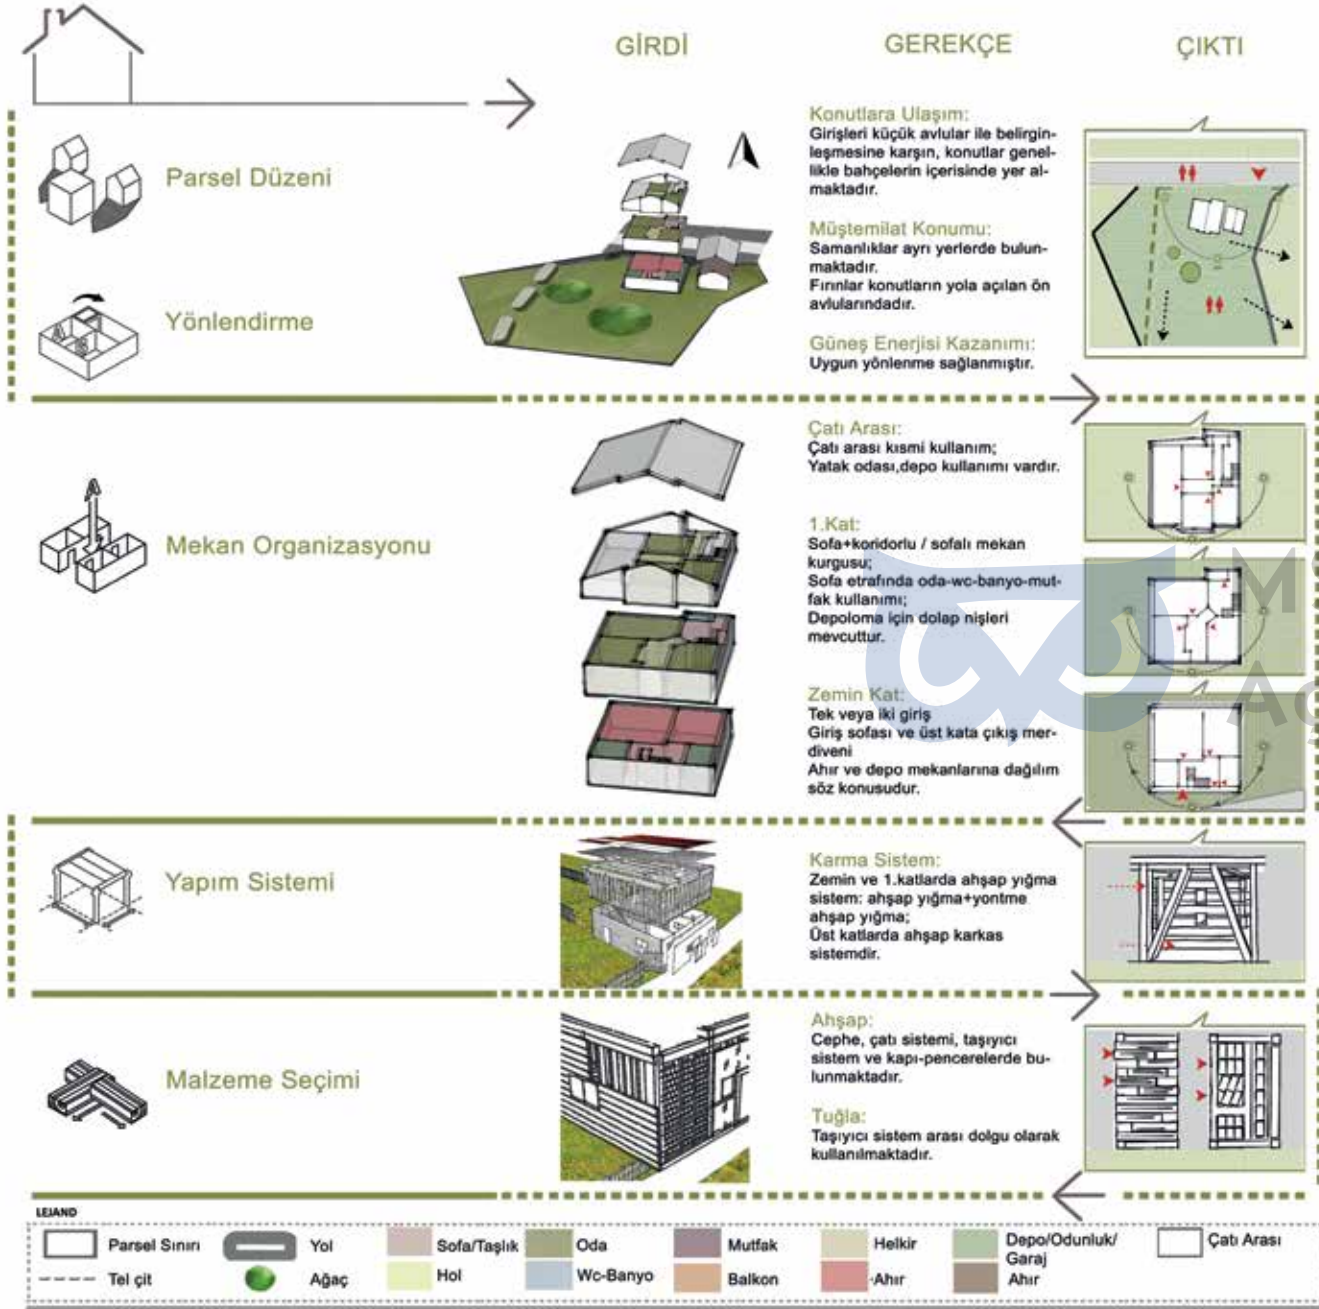 GİRDİ
GEREKÇE
ÇIKTI
Parsel Düzeni
Yönlendirme
Konutlara Ulaşım:
Girişleri küçük avlular ile belirgin-
leşmesine karşın, konutlar genel-
likle bahçelerin içerisinde yer al-
maktadır.
Müştemilat Konumu:
Samanlıklar ayrı yerlerde bulun-
maktadır.
Fırınlar konutların yola açılan ön
avlularındadır.
Güneş Enerjisi Kazanımı:
Uygun yönlenme sağlanmıştır.
A
Mekan Organizasyonu
Çatı Arası:
Çatı arası kısmi kullanım;
Yatak odası,depo kullanımı vardır.
1.Kat:
Sofa+koridorlu / sofalı mekan
kurgusu;
Sofa etrafında oda-wc-banyo-mut-
fak kullanımı;
Depoloma için dolap nişleri
mevcuttur.
Zemin Kat:
Tek veya iki giriş
Giriş sofası ve üst kata çıkış mer-
diveni
Ahır ve depo mekanlarına dağılım
söz konusudur.
Yapım Sistemi
Karma Sistem:
Zemin ve 1.katlarda ahşap yığma
sistem: ahşap yığma+yontme
ahşap yığma;
Üst katlarda ahşap karkas
sistemdir.
Malzeme Seçimi
Ahşap:
Cephe, çatı sistemi, taşıyıcı
sistem ve kapı-pencerelerde bu-
lunmaktadır.
Tuğla:
Taşıyıcı sistem arası dolgu olarak
kullanılmaktadır.
LEJAND
Parsel Sınırı Yol Sofa/Taşlık Oda Mutfak Helkir Depo/Odunluk/ Çatı Arası
Garaj
Tel çit Ağaç Hol Wc-Banyo Balkon Ahır Ahır